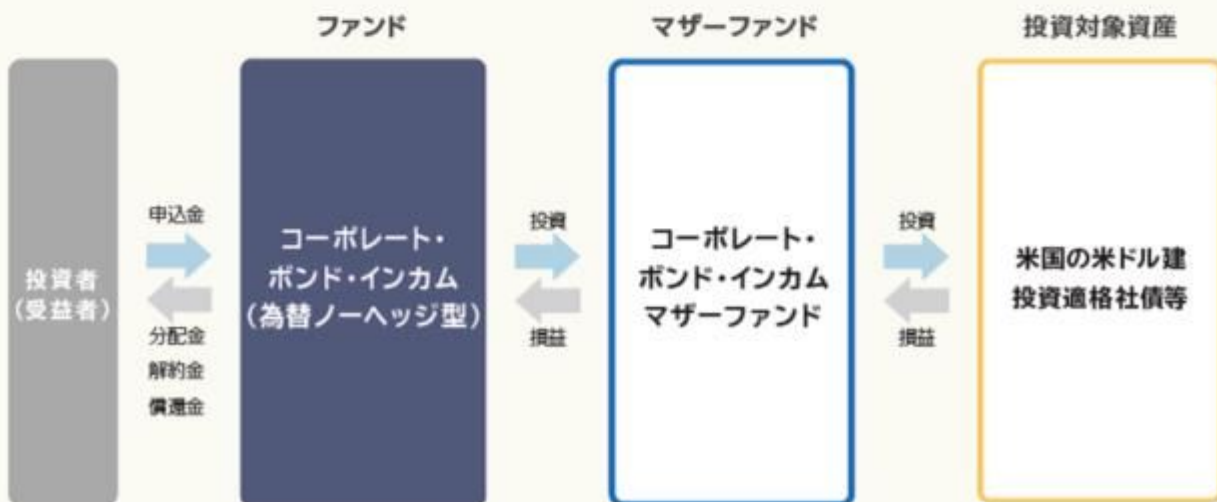 ファンド
マザーファンド
投資対象資産
投資者
(受益者)
申込金
分配金
解約金
償還金
コーポレート・
ボンド・インカム
(為替ノーヘッジ型)
投資
損益
コーポレート・
ボンド・インカム
マザーファンド
投資
損益
米国の米ドル建
投資適格社債等